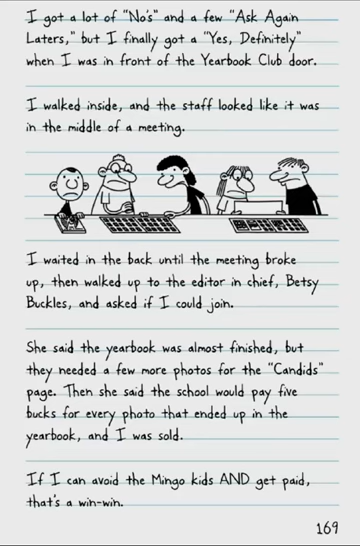 I got a lot of "No's" and a few "Ask Again
Laters," but I finally got a "Yes, Definitely"
when I was in front of the Yearbook Club door.
I walked inside, and the staff looked like it was
in the middle of a meeting.
I waited in the back until the meeting broke
up, then walked up to the editor in chief, Betsy
Buckles, and asked if I could join.
She said the yearbook was almost finished, but
they needed a few more photos for the "Candids"
page. Then she said the school would pay five
bucks for every photo that ended up in the
yearbook, and I was sold.
If I can avoid the Mingo kids AND get paid,
that's a win-win.
169